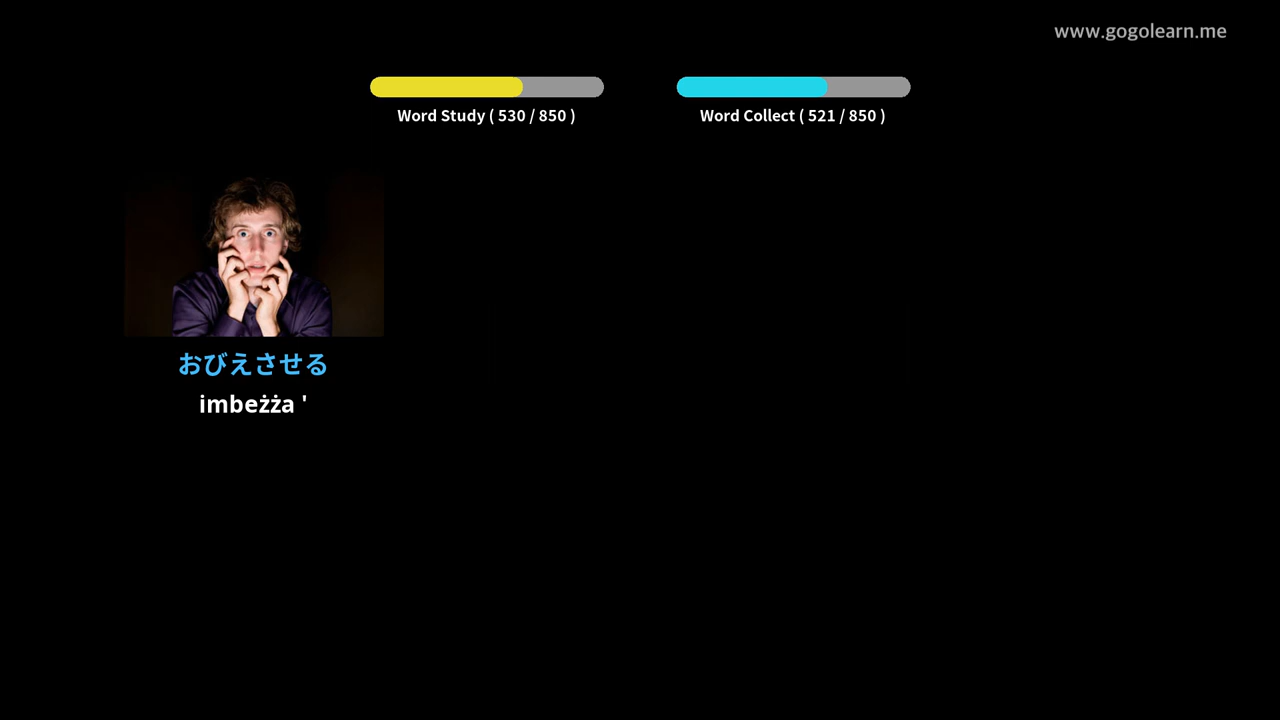 www.gogolearn.me
Word Study ( 530 / 850 )
Word Collect ( 521 / 850 )
おびえさせる
imbeżża '